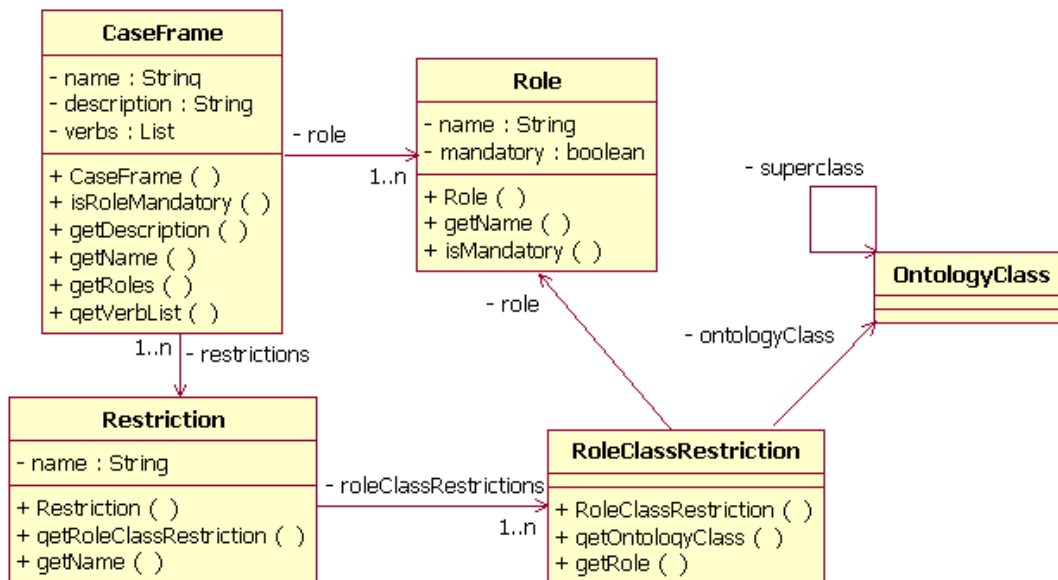 CaseFrame
- name : String
- description : String
- verbs : List
+ CaseFrame ( )
+ isRoleMandatory ( )
+ getDescription ( )
+ getName ( )
+ getRoles ( )
+ getVerbList ( )
- role
1..n
Role
- name : String
- mandatory : boolean
+ Role ( )
+ getName ( )
+ isMandatory ( )
- superclass
OntologyClass
- role
- ontologyClass
1..n
- restrictions
Restriction
- name : String
+ Restriction ( )
+ getRoleClassRestriction ( )
+ getName ( )
- roleClassRestrictions
1..n
RoleClassRestriction
+ RoleClassRestriction ( )
+ getOntologyClass ( )
+ getRole ( )